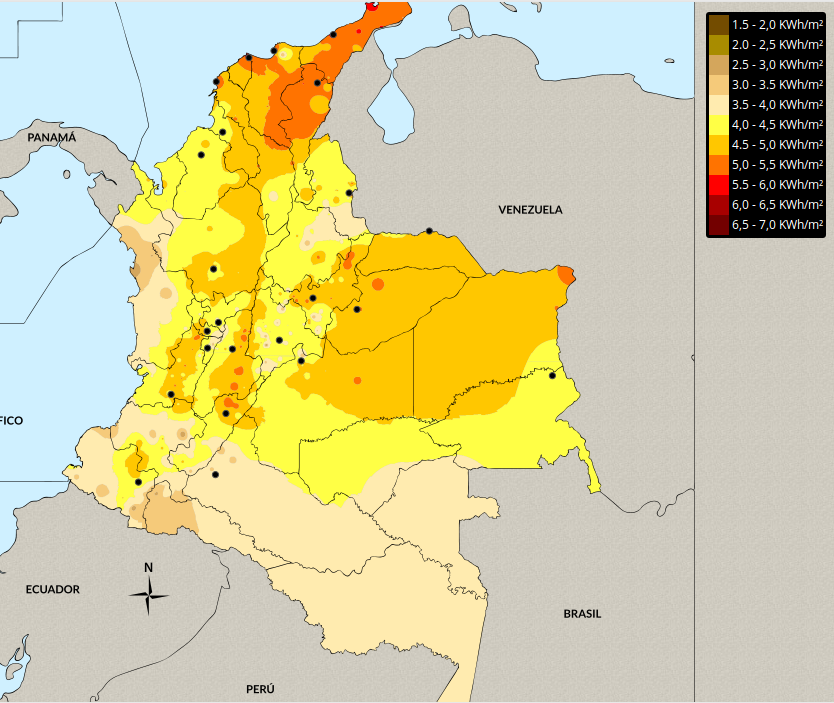 1.5 - 2,0 KWh/m²
2.0 - 2,5 KWh/m²
2.5 - 3,0 KWh/m²
3.0 - 3.5 KWh/m²
3.5 - 4,0 KWh/m²
4,0 - 4,5 KWh/m²
4.5 - 5,0 KWh/m²
5,0 - 5,5 KWh/m²
5.5 - 6,0 KWh/m²
6,0 - 6,5 KWh/m²
6,5 - 7,0 KWh/m²
PANAMÁ
VENEZUELA
FICO
N
ECUADOR
BRASIL
PERÚ